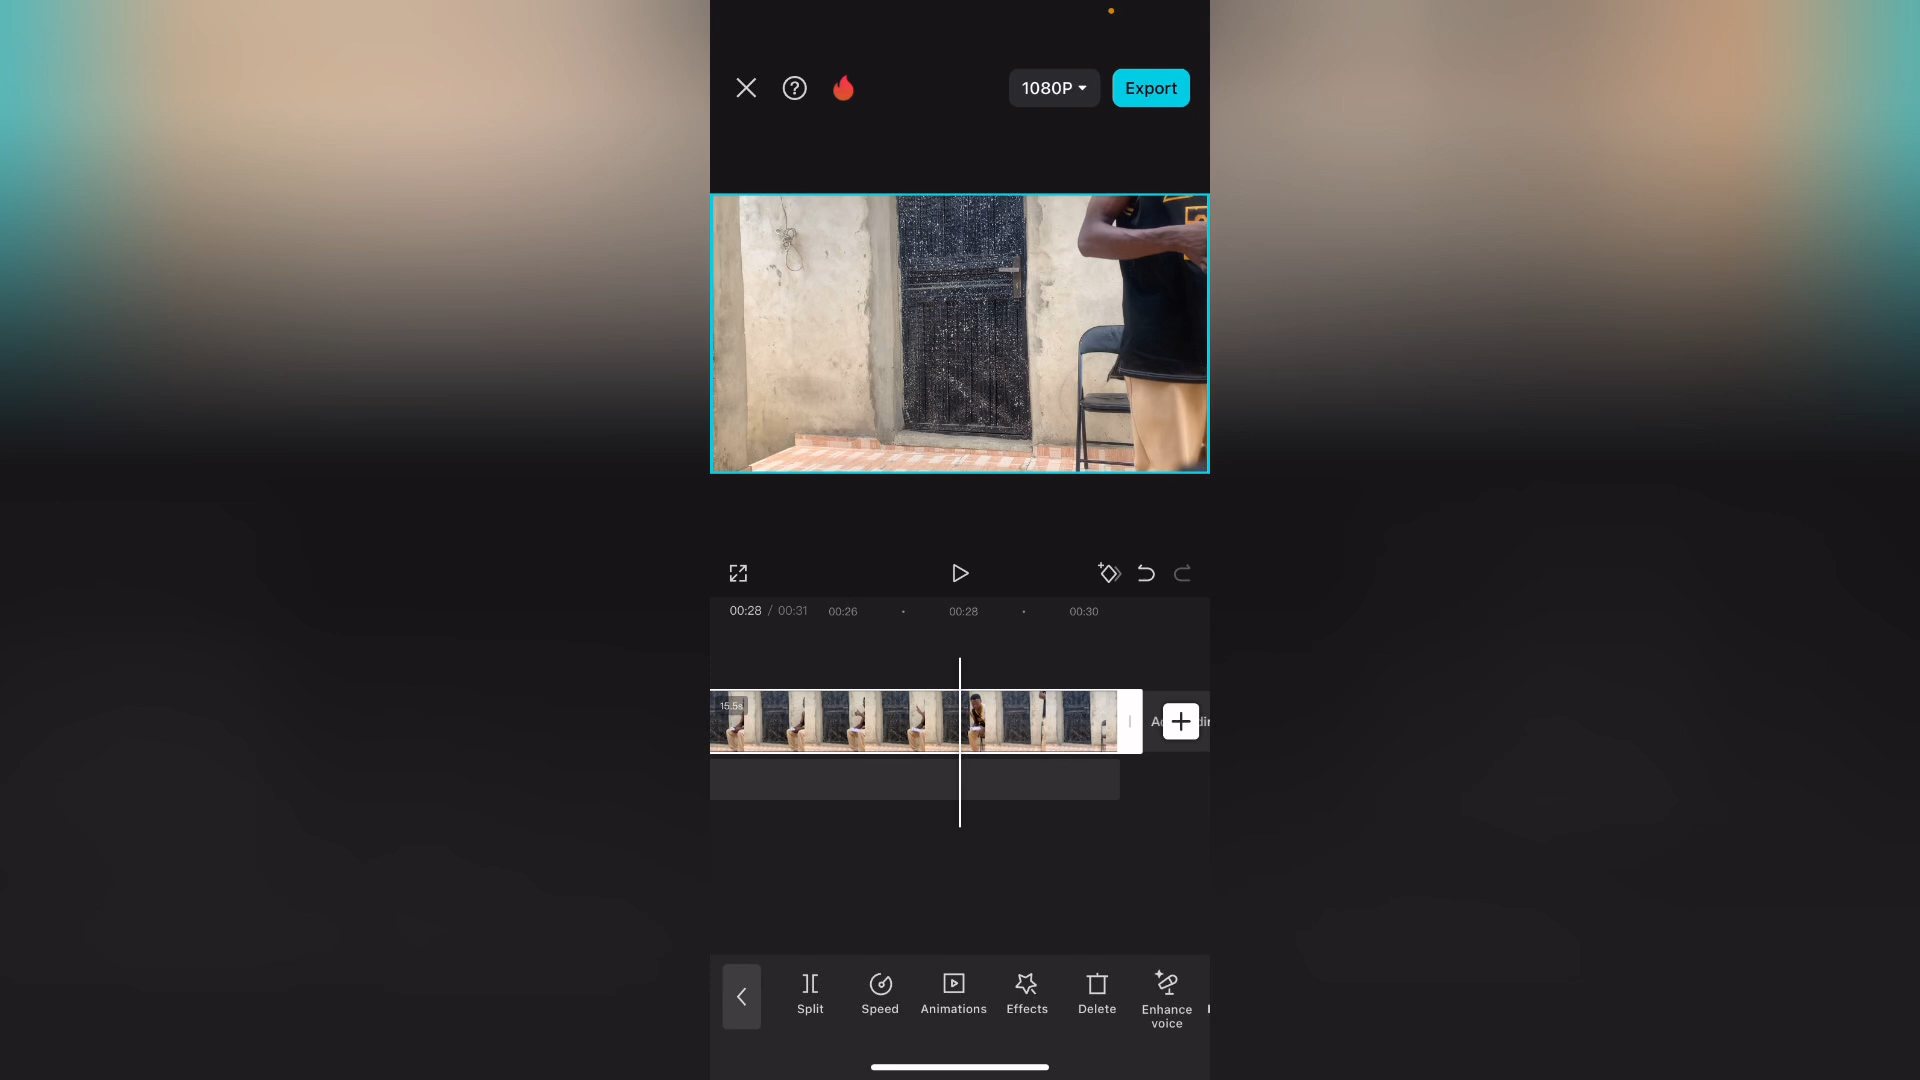 1080P
Export
00:28 / 00:31 00:26 00:28 00:30
15.5s
Split Speed Animations Effects Delete Enhance voice